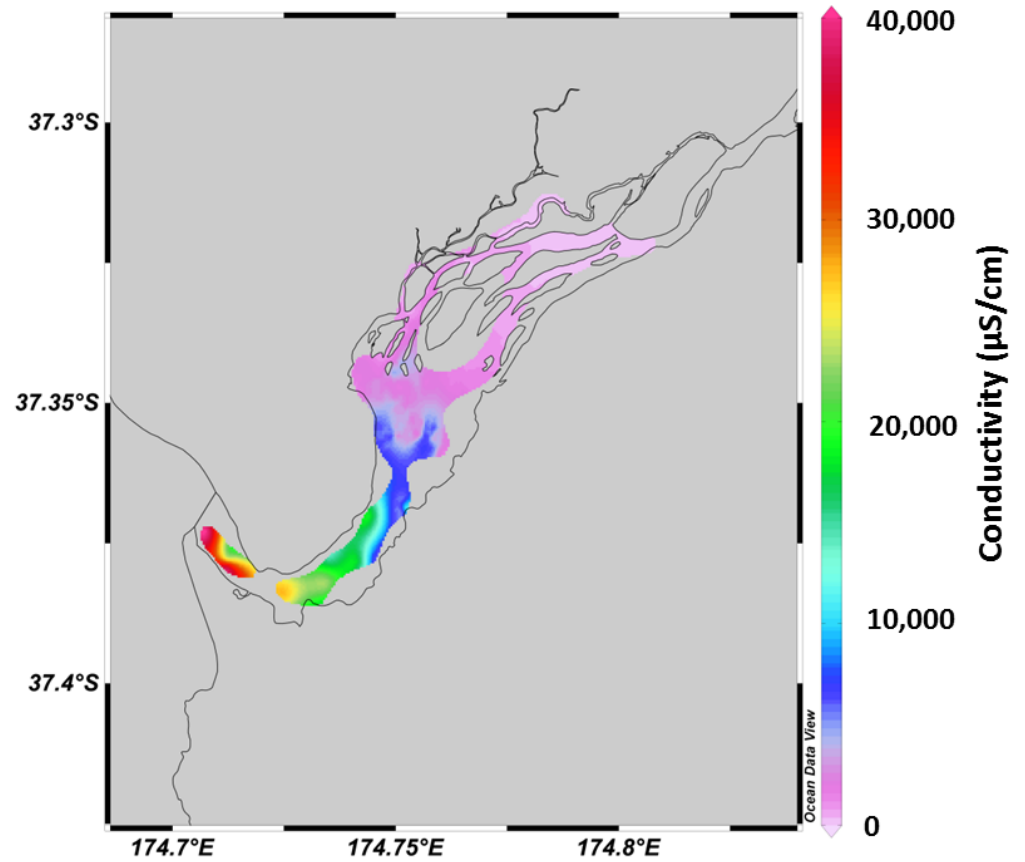 40,000
37.3°S
30,000
Conductivity (µS/cm)
37.35°S
20,000
10,000
37.4°S
Ocean Data View
0
174.7°E
174.75°E
174.8°E